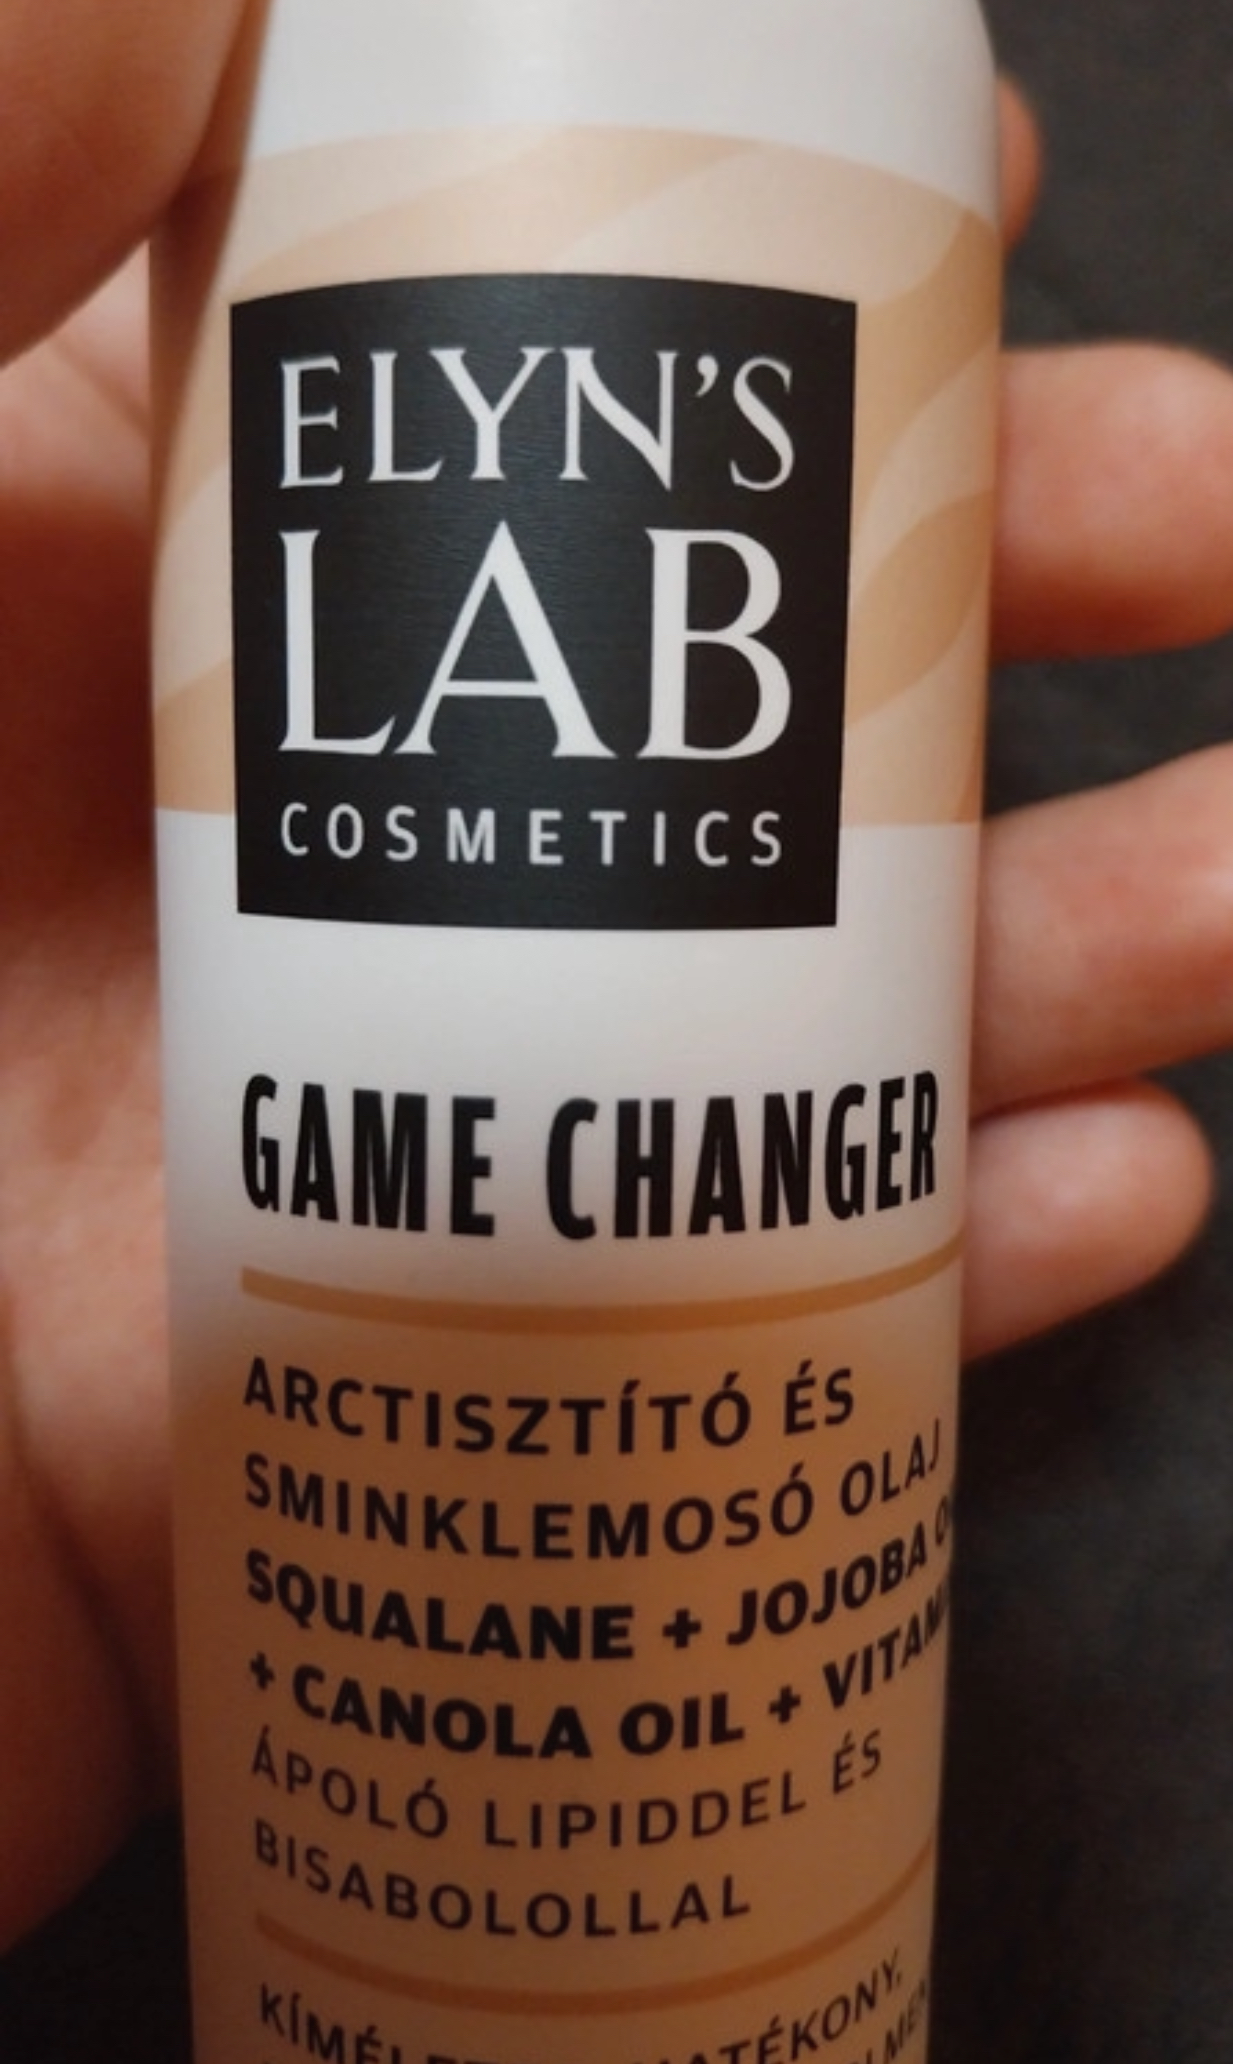 ELYN'S
LAB
COSMETICS
GAME CHANGER
ARCTISZTÍTÓ ÉS
SMINKLEMOSÓ OLAJ
SQUALANE + JOJOBA
+ CANOLA OIL +
ÁPOLÓ LIPIDDEL ÉS
BISABOLOLLAL